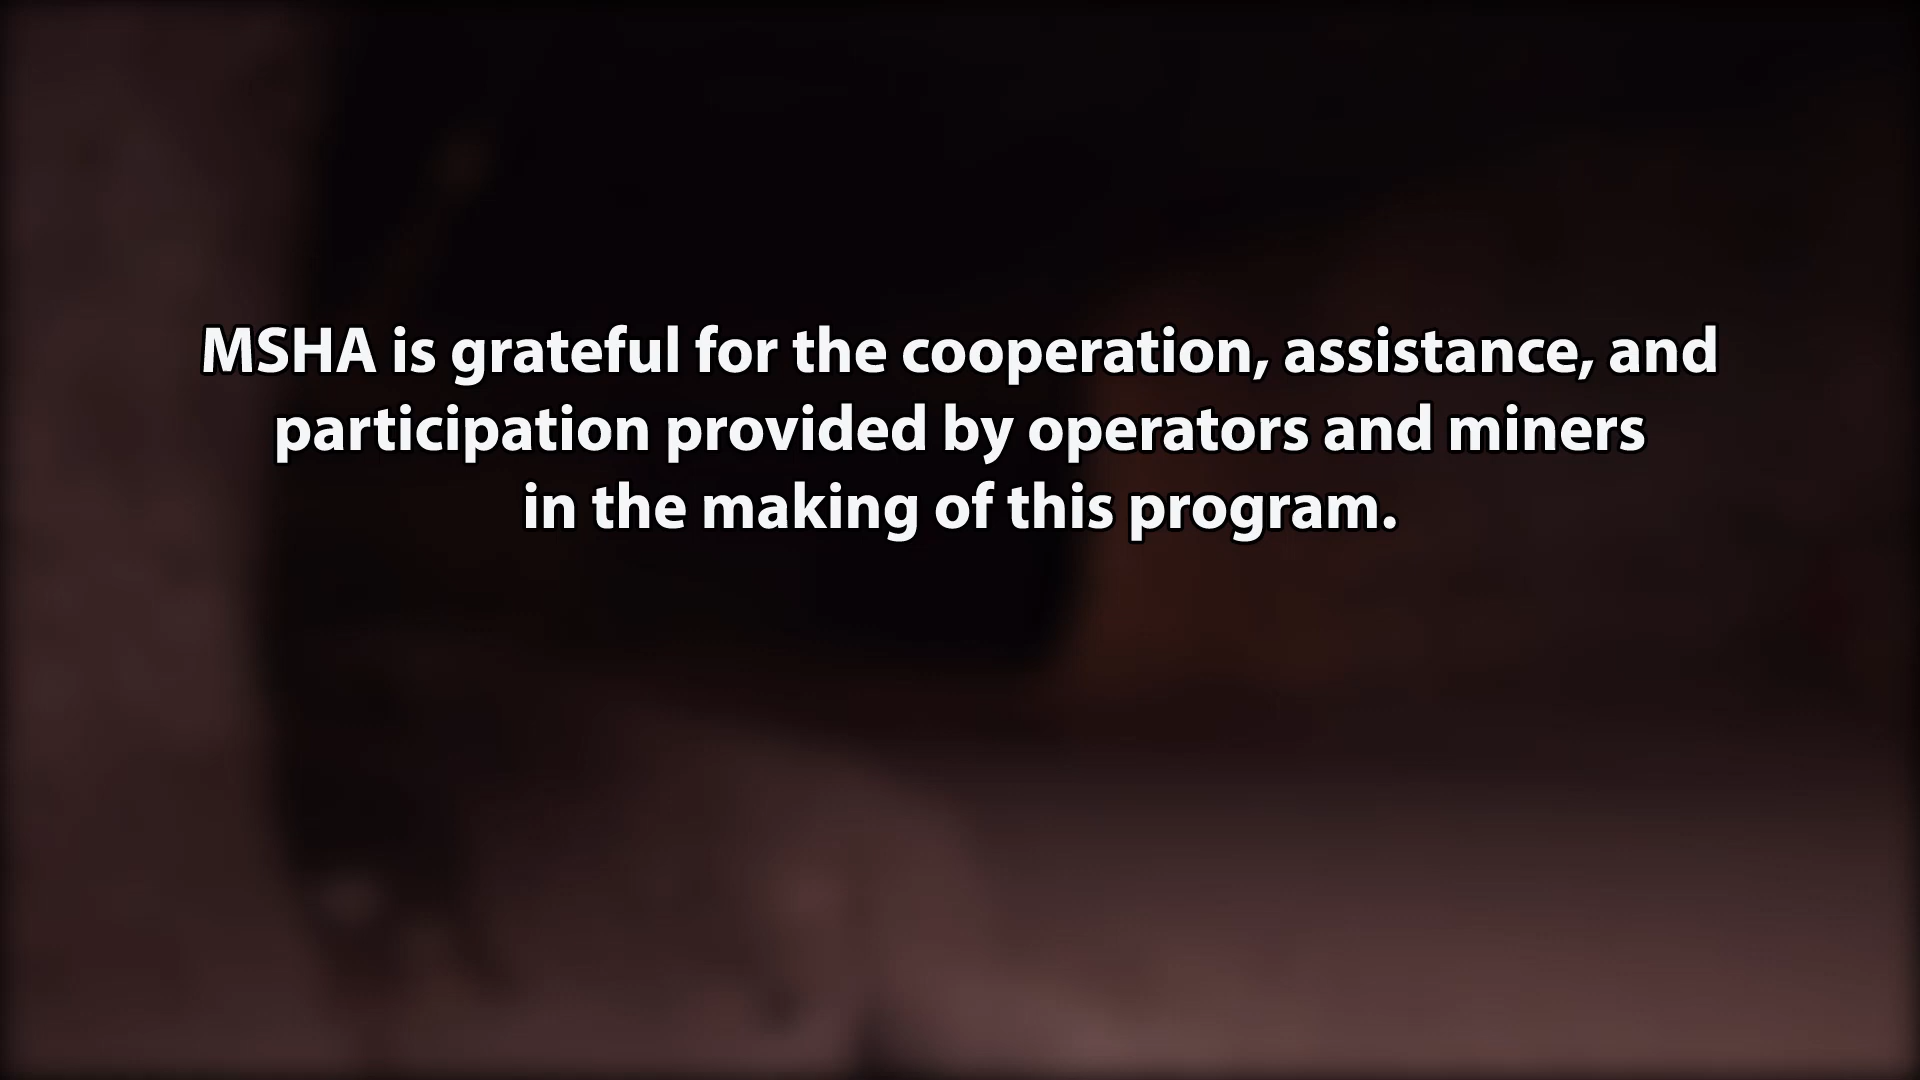 MSHA is grateful for the cooperation, assistance, and
participation provided by operators and miners
in the making of this program.